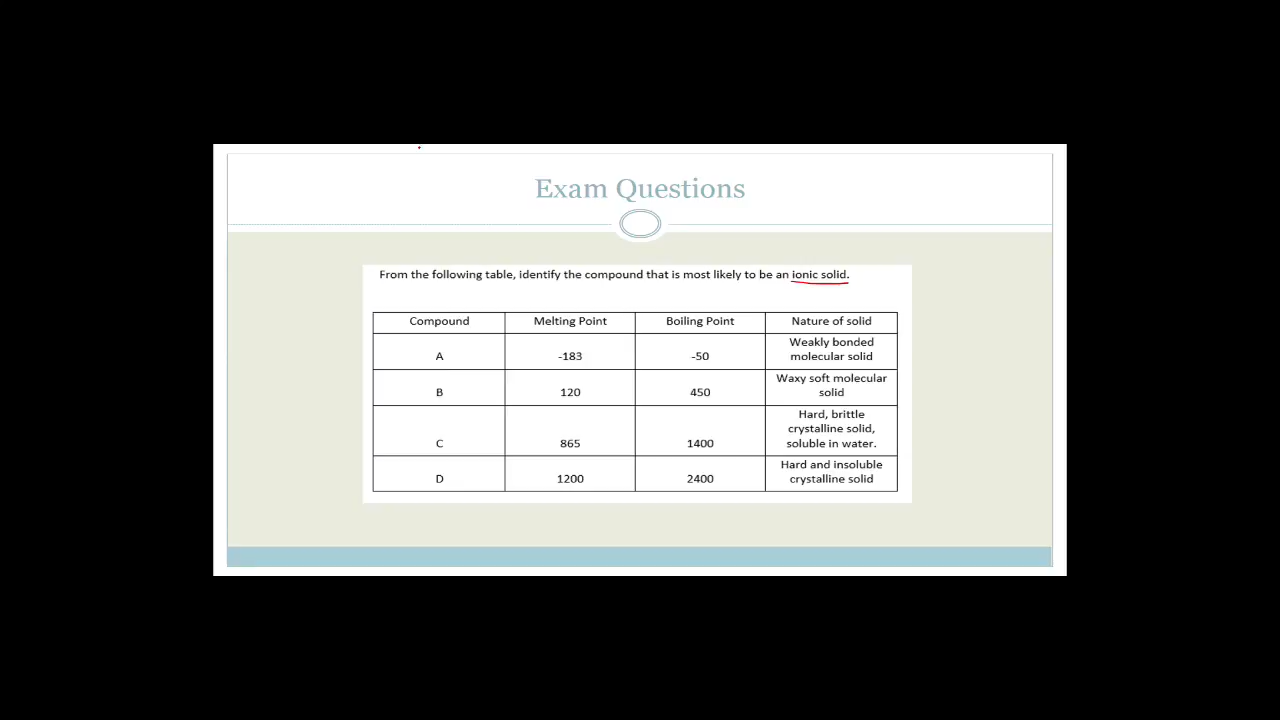 Exam Questions
From the following table, identify the compound that is most likely to be an ionic solid.
Compound Melting Point Boiling Point Nature of solid
Weakly bonded
A -183 -50 molecular solid
Waxy soft molecular
B 120 450 solid
Hard, brittle
crystalline solid,
C 865 1400 soluble in water.
Hard and insoluble
D 1200 2400 crystalline solid